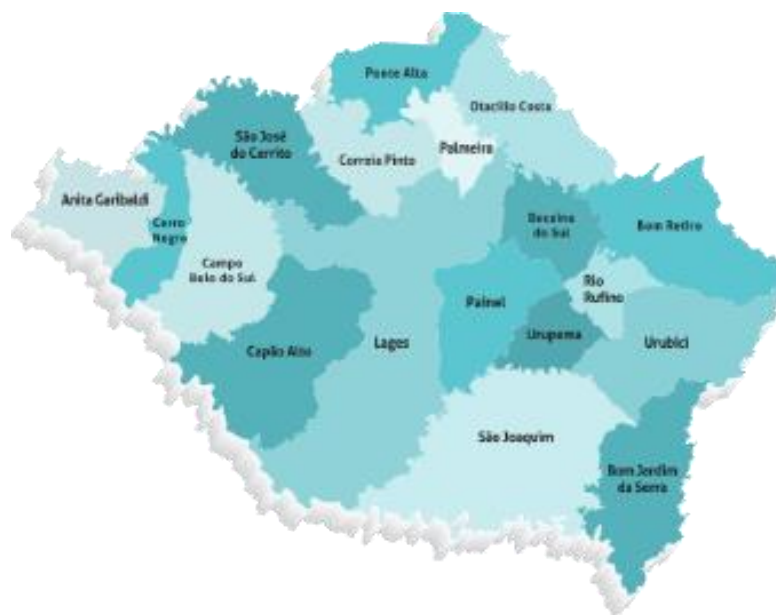 Ponte Alta
Otacílio Costa
São José
do Cerrito
Correia Pinto
Palmeira
Anita Garibaldi
Cerro
Negro
Bocaina
do Sul
Bom Retiro
Campo
Belo do Sul
Rio
Rufino
Painel
Urupema
Urubici
Capão Alto
Lages
São Joaquim
Bom Jardim
da Serra